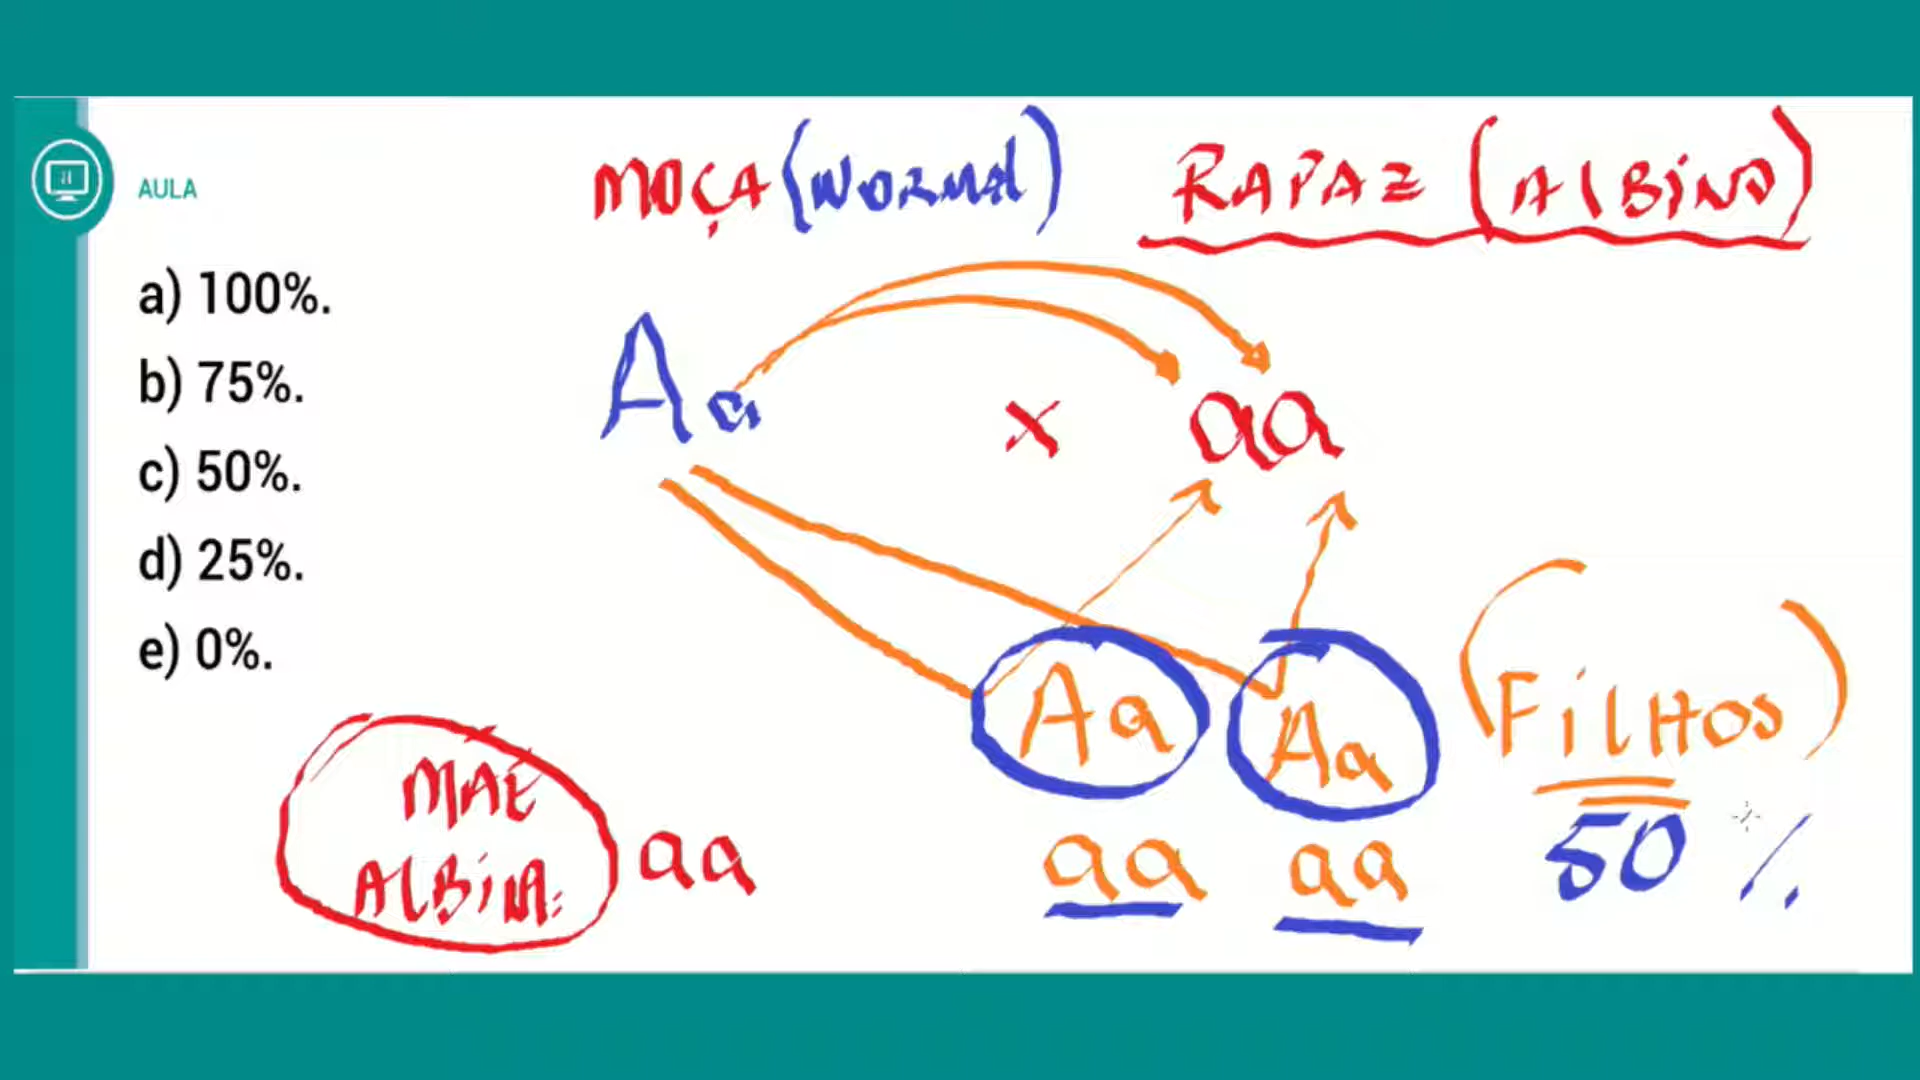 AULA
MOÇA (NORMAL) RAPAZ (ALBINO)
a) 100%.
b) 75%.
c) 50%.
d) 25%.
e) 0%.
Aa x aa
Aa Aa (FILHOS)
aa aa 50 %
MÃE
ALBINA: aa